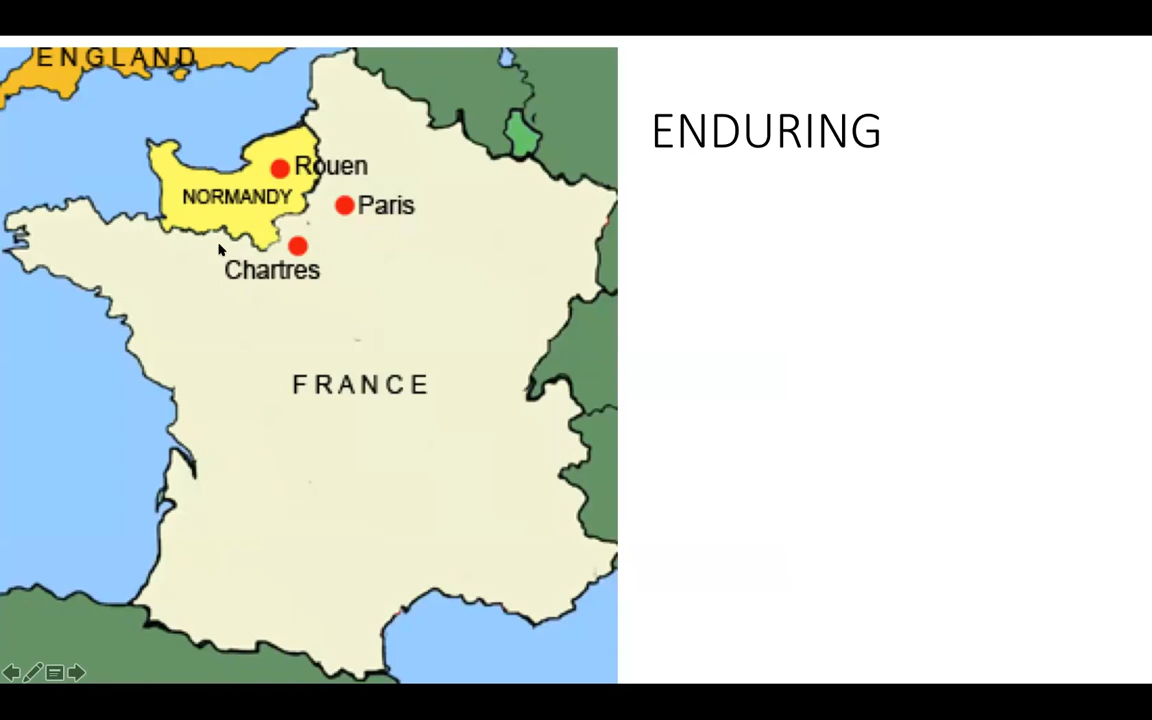 ENGLAND
ENDURING
Rouen
NORMANDY
Paris
Chartres
FRANCE